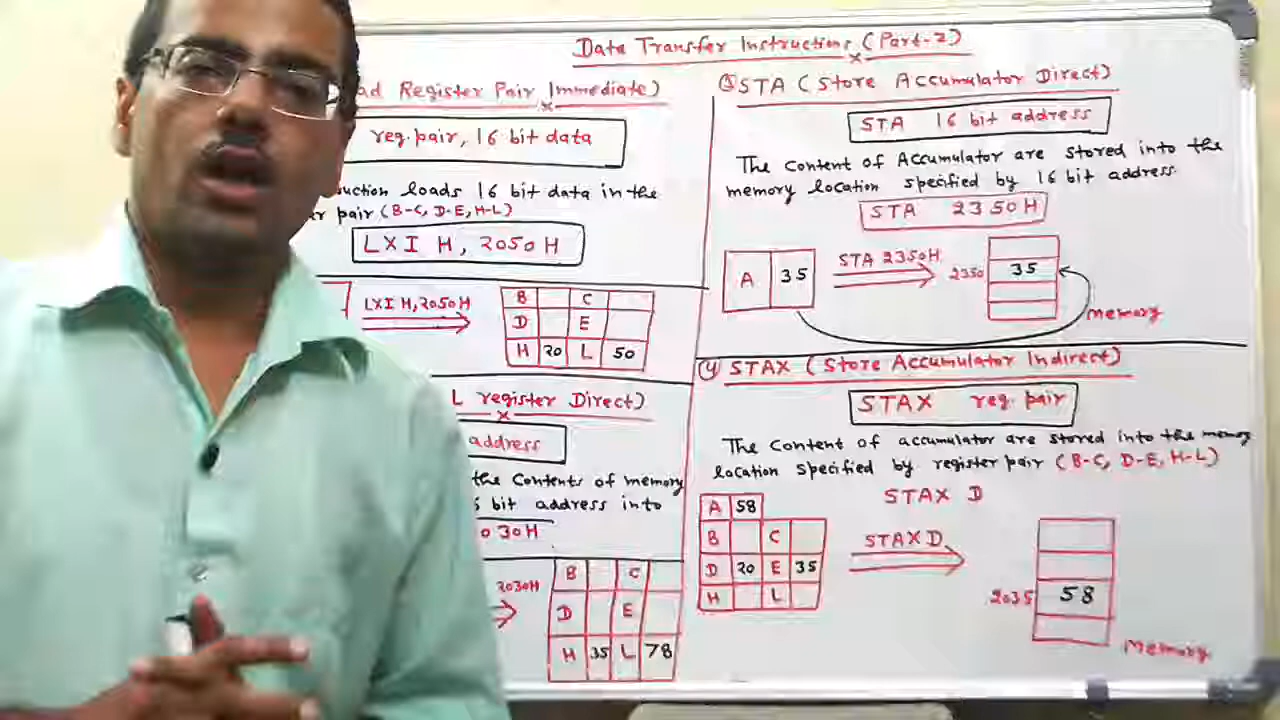 Data Transfer Instructions (Part-2)
ad Register Pair Immediate)
reg. pair, 16 bit data
uction loads 16 bit data in the
er pair (B-C, D-E, H-L)
LXI H, 2050H
LXI H, 2050H
B C
D E
H 20 L 50
L register Direct)
address
the contents of memory
bit address into
030H
2030H
B C
D E
H 35 L 78
③ STA (Store Accumulator Direct)
STA 16 bit address
The content of Accumulator are stored into the
memory location specified by 16 bit address.
STA 2350H
A 35
STA 2350H
2350 35
memory
④ STAX (Store Accumulator Indirect)
STAX reg. pair
The content of accumulator are stored into the memory
location specified by register pair (B-C, D-E, H-L)
STAX D
A 58
B C
D 20 E 35
H L
STAX D
2035 58
Memory